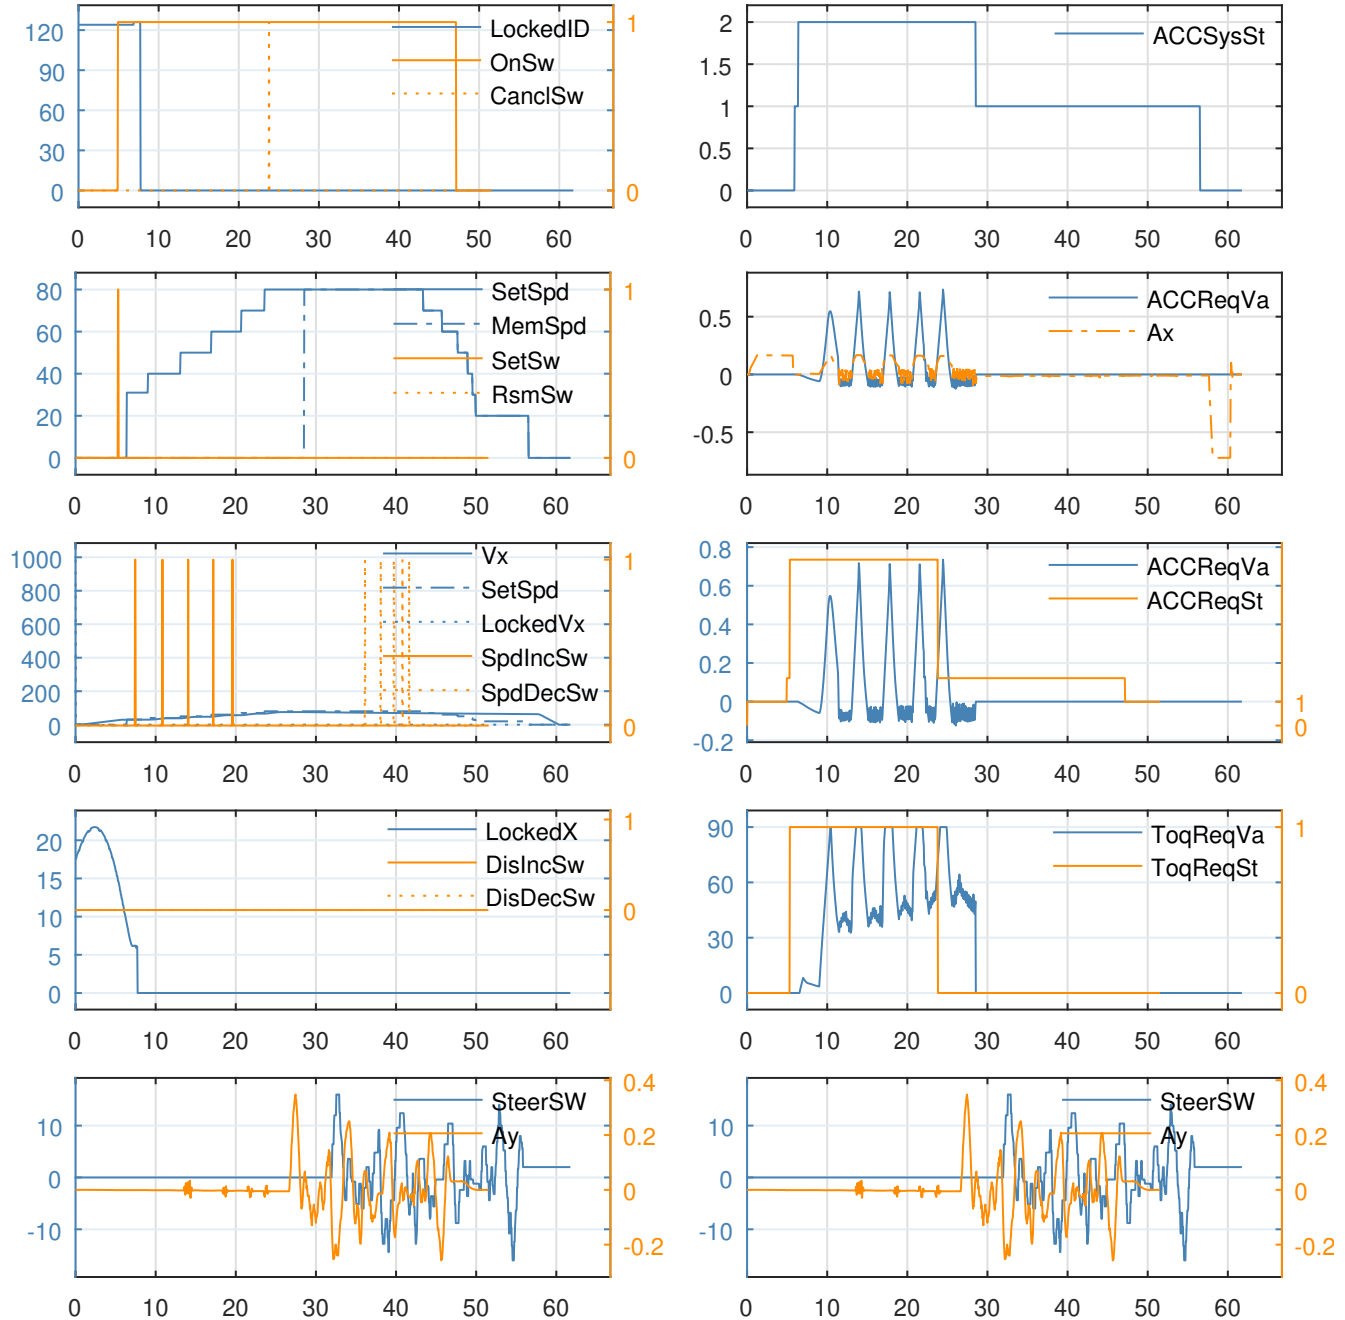 120
90
60
30
0
1
0
LockedID
OnSw
CanclSw
0 10 20 30 40 50 60
2
1.5
1
0.5
0
ACCSysSt
0 10 20 30 40 50 60
80
60
40
20
0
1
0
SetSpd
MemSpd
SetSw
RsmSw
0 10 20 30 40 50 60
0.5
0
-0.5
ACCReqVa
Ax
0 10 20 30 40 50 60
1000
800
600
400
200
0
1
0
Vx
SetSpd
LockedVx
SpdIncSw
SpdDecSw
0 10 20 30 40 50 60
0.8
0.6
0.4
0.2
0
-0.2
1
0
ACCReqVa
ACCReqSt
0 10 20 30 40 50 60
20
15
10
5
0
1
0
LockedX
DisIncSw
DisDecSw
0 10 20 30 40 50 60
90
60
30
0
1
0
ToqReqVa
ToqReqSt
0 10 20 30 40 50 60
10
0
-10
0.4
0.2
0
-0.2
SteerSW
Ay
0 10 20 30 40 50 60
10
0
-10
0.4
0.2
0
-0.2
SteerSW
Ay
0 10 20 30 40 50 60